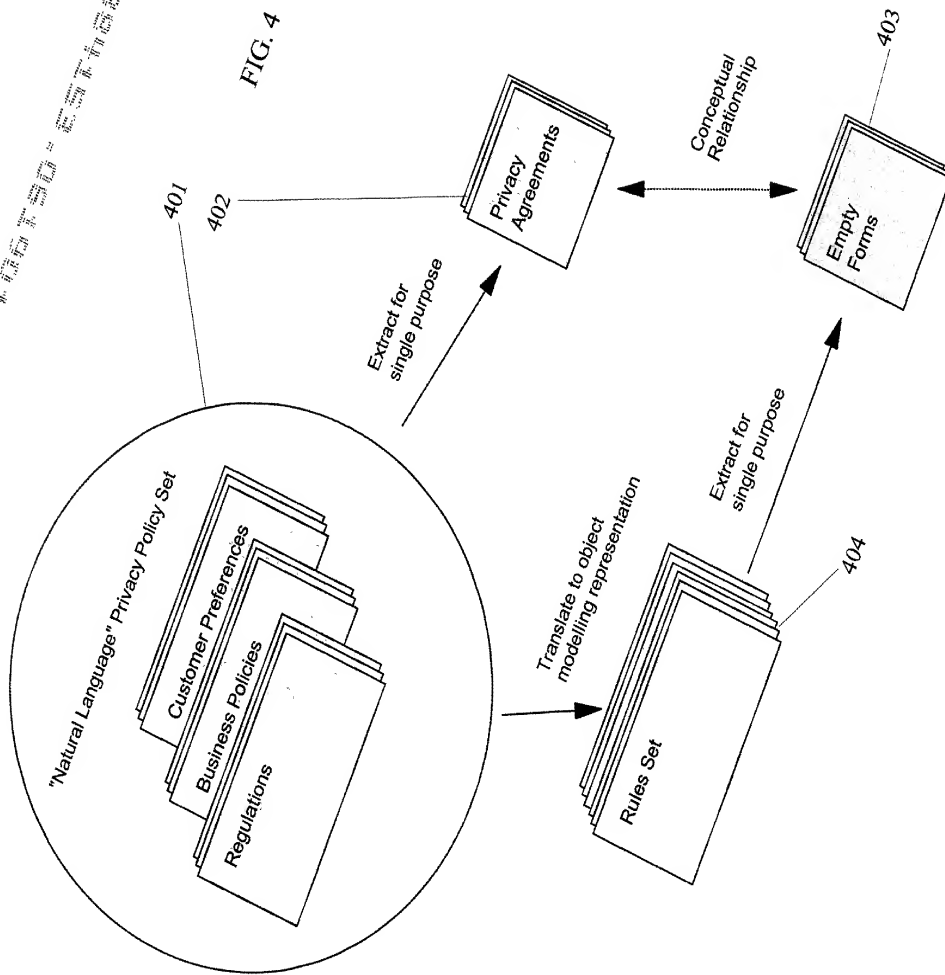 FIG. 4
401
402
"Natural Language" Privacy Policy Set
Customer Preferences
Business Policies
Regulations
Extract for
single purpose
Privacy
Agreements
Conceptual
Relationship
Translate to object
modelling representation
Rules Set
404
Extract for
single purpose
Empty
Forms
403